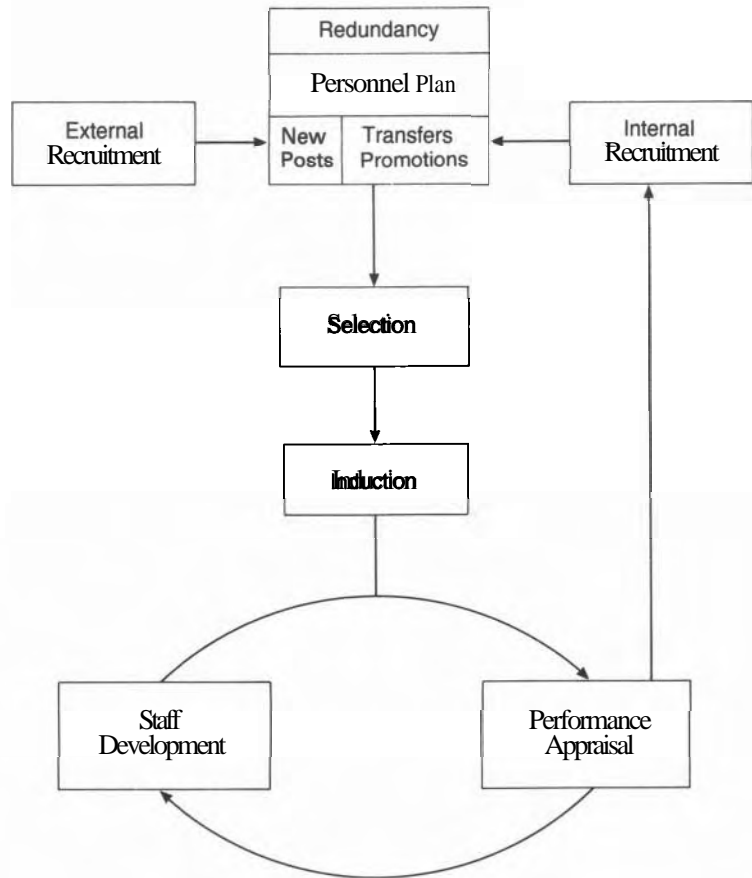 Redundancy
Personnel Plan
External
Recruitment
New
Posts
Transfers
Promotions
Internal
Recruitment
Selection
Induction
Staff
Development
Performance
Appraisal